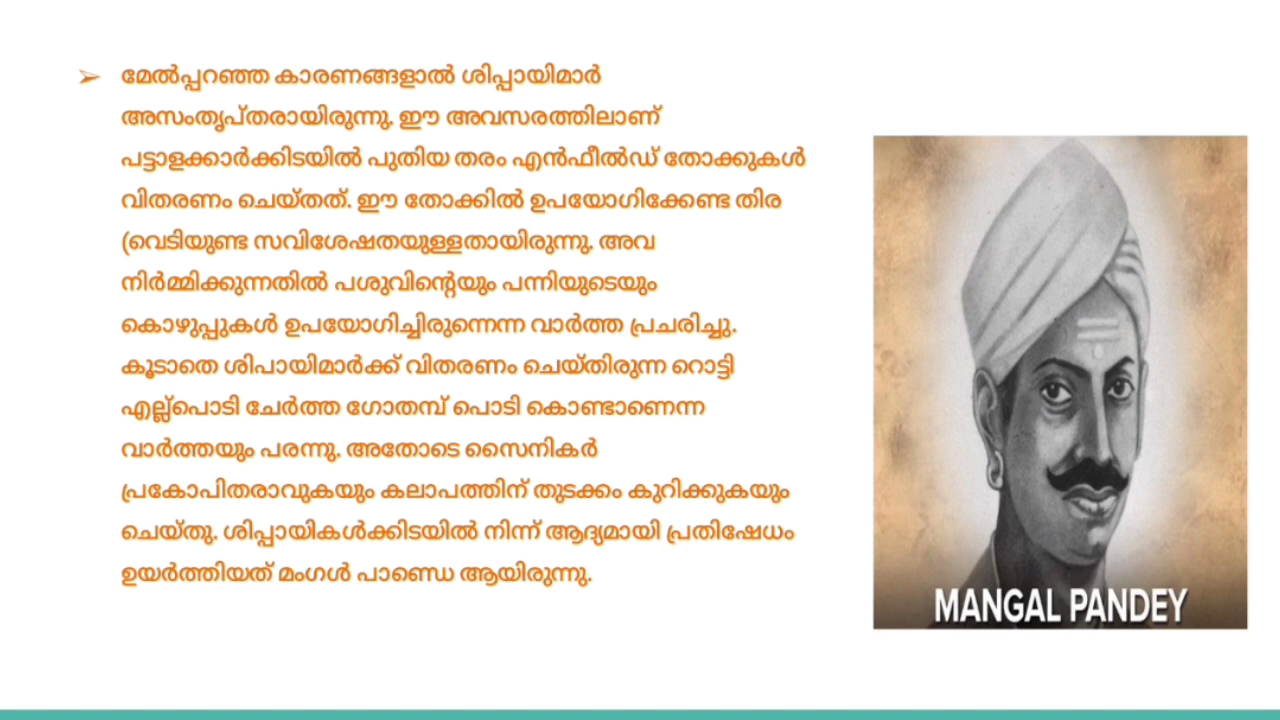 ➢ മേൽപ്പറഞ്ഞ കാരണങ്ങളാൽ ശിപ്പായിമാർ
അസംതൃപ്തരായിരുന്നു. ഈ അവസരത്തിലാണ്
പട്ടാളക്കാർക്കിടയിൽ പുതിയ തരം എൻഫീൽഡ് തോക്കുകൾ
വിതരണം ചെയ്തത്. ഈ തോക്കിൽ ഉപയോഗിക്കേണ്ട തിര
(വെടിയുണ്ട സവിശേഷതയുള്ളതായിരുന്നു. അവ
നിർമ്മിക്കുന്നതിൽ പശുവിന്റെയും പന്നിയുടെയും
കൊഴുപ്പുകൾ ഉപയോഗിച്ചിരുന്നെന്ന വാർത്ത പ്രചരിച്ചു.
കൂടാതെ ശിപായിമാർക്ക് വിതരണം ചെയ്തിരുന്ന റൊട്ടി
എല്ല്പൊടി ചേർത്ത ഗോതമ്പ് പൊടി കൊണ്ടാണെന്ന
വാർത്തയും പരന്നു. അതോടെ സൈനികർ
പ്രകോപിതരാവുകയും കലാപത്തിന് തുടക്കം കുറിക്കുകയും
ചെയ്തു. ശിപ്പായികൾക്കിടയിൽ നിന്ന് ആദ്യമായി പ്രതിഷേധം
ഉയർത്തിയത് മംഗൾ പാണ്ഡെ ആയിരുന്നു.
MANGAL PANDEY